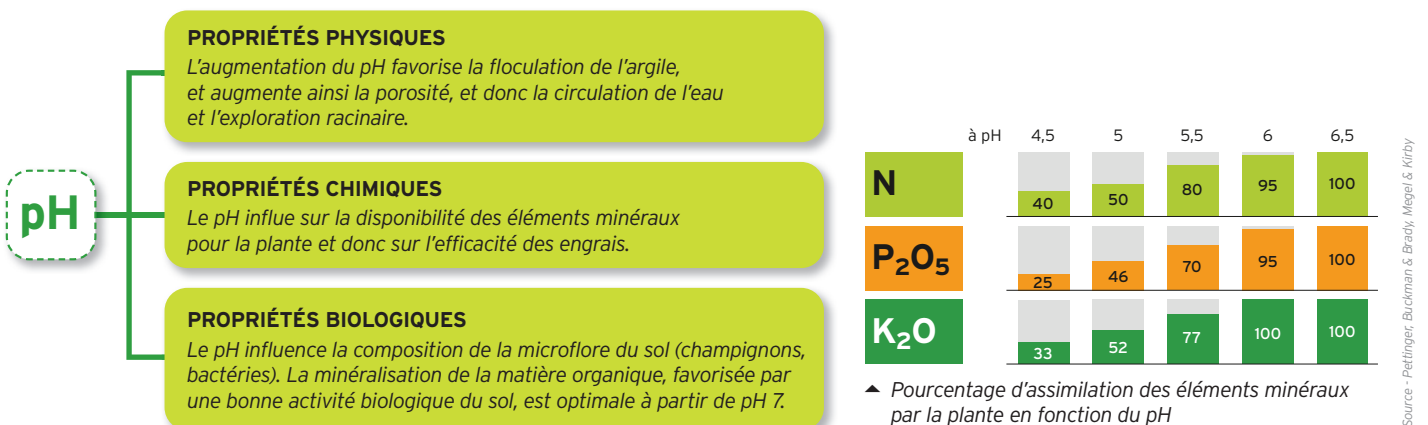 pH
PROPRIÉTÉS PHYSIQUES
L'augmentation du pH favorise la floculation de l'argile,
et augmente ainsi la porosité, et donc la circulation de l'eau
et l'exploration racinaire.
PROPRIÉTÉS CHIMIQUES
Le pH influe sur la disponibilité des éléments minéraux
pour la plante et donc sur l'efficacité des engrais.
PROPRIÉTÉS BIOLOGIQUES
Le pH influence la composition de la microflore du sol (champignons,
bactéries). La minéralisation de la matière organique, favorisée par
une bonne activité biologique du sol, est optimale à partir de pH 7.
à pH 4,5 5 5,5 6 6,5
N 40 50 80 95 100
P₂O₅ 25 46 70 95 100
K₂O 33 52 77 100 100
Pourcentage d'assimilation des éléments minéraux
par la plante en fonction du pH
Source - Pettinger, Buckman & Brady, Megel & Kirby